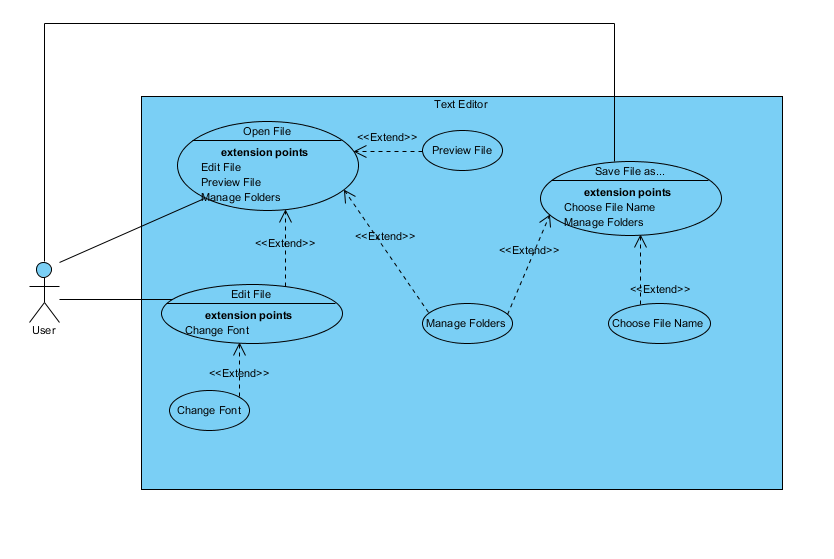 Text Editor
Open File
extension points
Edit File
Preview File
Manage Folders
<<Extend>>
Preview File
Save File as...
extension points
Choose File Name
Manage Folders
<<Extend>>
<<Extend>>
<<Extend>>
<<Extend>>
User
Edit File
extension points
Change Font
Manage Folders
Choose File Name
<<Extend>>
Change Font